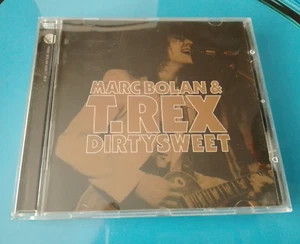 MARC BOLAN &
T.REX
DIRTYSWEET